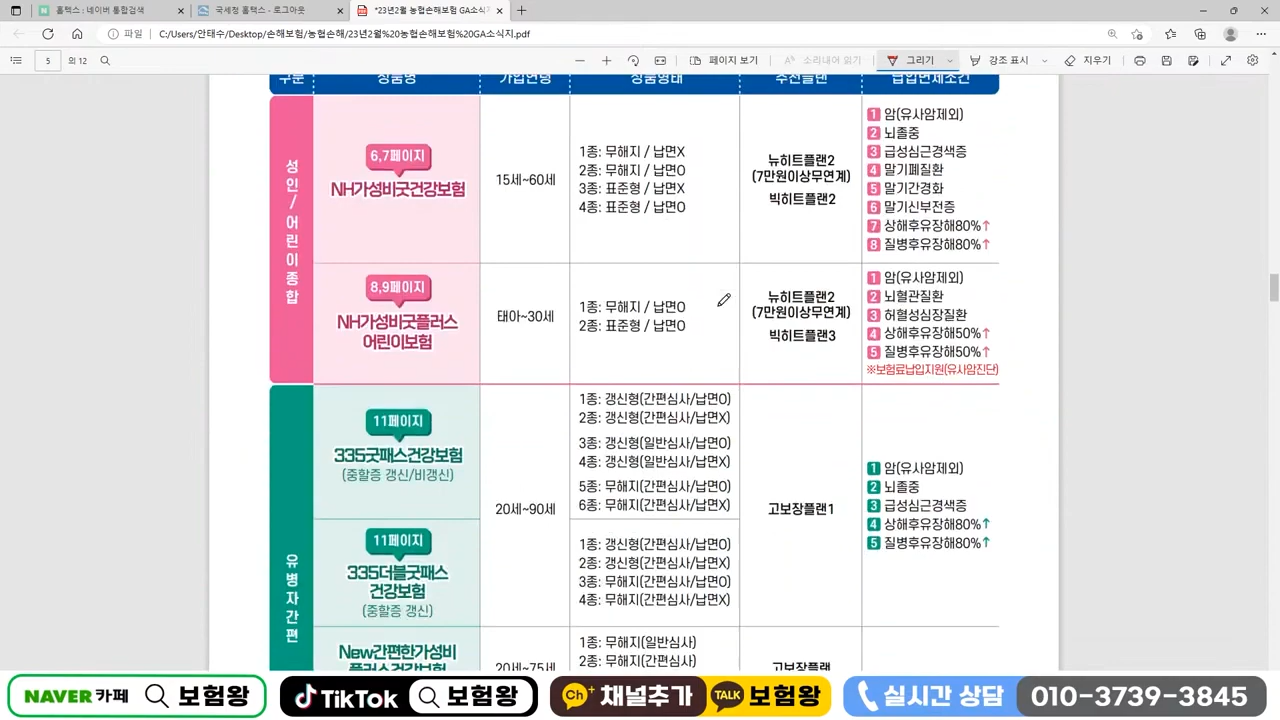 홈택스 : 네이버 통합검색
국세청 홈택스 - 로그아웃
*23년2월 농협손해보험 GA소식지
파일
C:/Users/안태수/Desktop/손해보험/농협손해/23년2월%20농협손해보험%20GA소식지.pdf
5 의 12
페이지 보기
소리내어 읽기
그리기
강조 표시
지우기
구분 상품명 가입연령 상품형태 추천플랜 납입면제조건
성인/어린이종합
6,7페이지
NH가성비굿건강보험
15세~60세
1종: 무해지 / 납면X
2종: 무해지 / 납면O
3종: 표준형 / 납면X
4종: 표준형 / 납면O
뉴히트플랜2
(7만원이상무연계)
빅히트플랜2
1 암(유사암제외)
2 뇌졸중
3 급성심근경색증
4 말기폐질환
5 말기간경화
6 말기신부전증
7 상해후유장해80%↑
8 질병후유장해80%↑
8,9페이지
NH가성비굿플러스
어린이보험
태아~30세
1종: 무해지 / 납면O
2종: 표준형 / 납면O
뉴히트플랜2
(7만원이상무연계)
빅히트플랜3
1 암(유사암제외)
2 뇌혈관질환
3 허혈성심장질환
4 상해후유장해50%↑
5 질병후유장해50%↑
※보험료납입지원(유사암진단)
유병자간편
11페이지
335굿패스건강보험
(중할증 갱신/비갱신)
20세~90세
1종: 갱신형(간편심사/납면O)
2종: 갱신형(간편심사/납면X)
3종: 갱신형(일반심사/납면O)
4종: 갱신형(일반심사/납면X)
5종: 무해지(간편심사/납면O)
6종: 무해지(간편심사/납면X)
고보장플랜1
1 암(유사암제외)
2 뇌졸중
3 급성심근경색증
4 상해후유장해80%↑
5 질병후유장해80%↑
11페이지
335더블굿패스
건강보험
(중할증 갱신)
1종: 갱신형(간편심사/납면O)
2종: 갱신형(간편심사/납면X)
3종: 무해지(간편심사/납면O)
4종: 무해지(간편심사/납면X)
New간편한가성비
플러스건강보험
20세~75세
1종: 무해지(일반심사)
2종: 무해지(간편심사)
고보장플랜
NAVER 카페 보험왕
TikTok 보험왕
Ch+ 채널추가 TALK 보험왕
실시간 상담 010-3739-3845